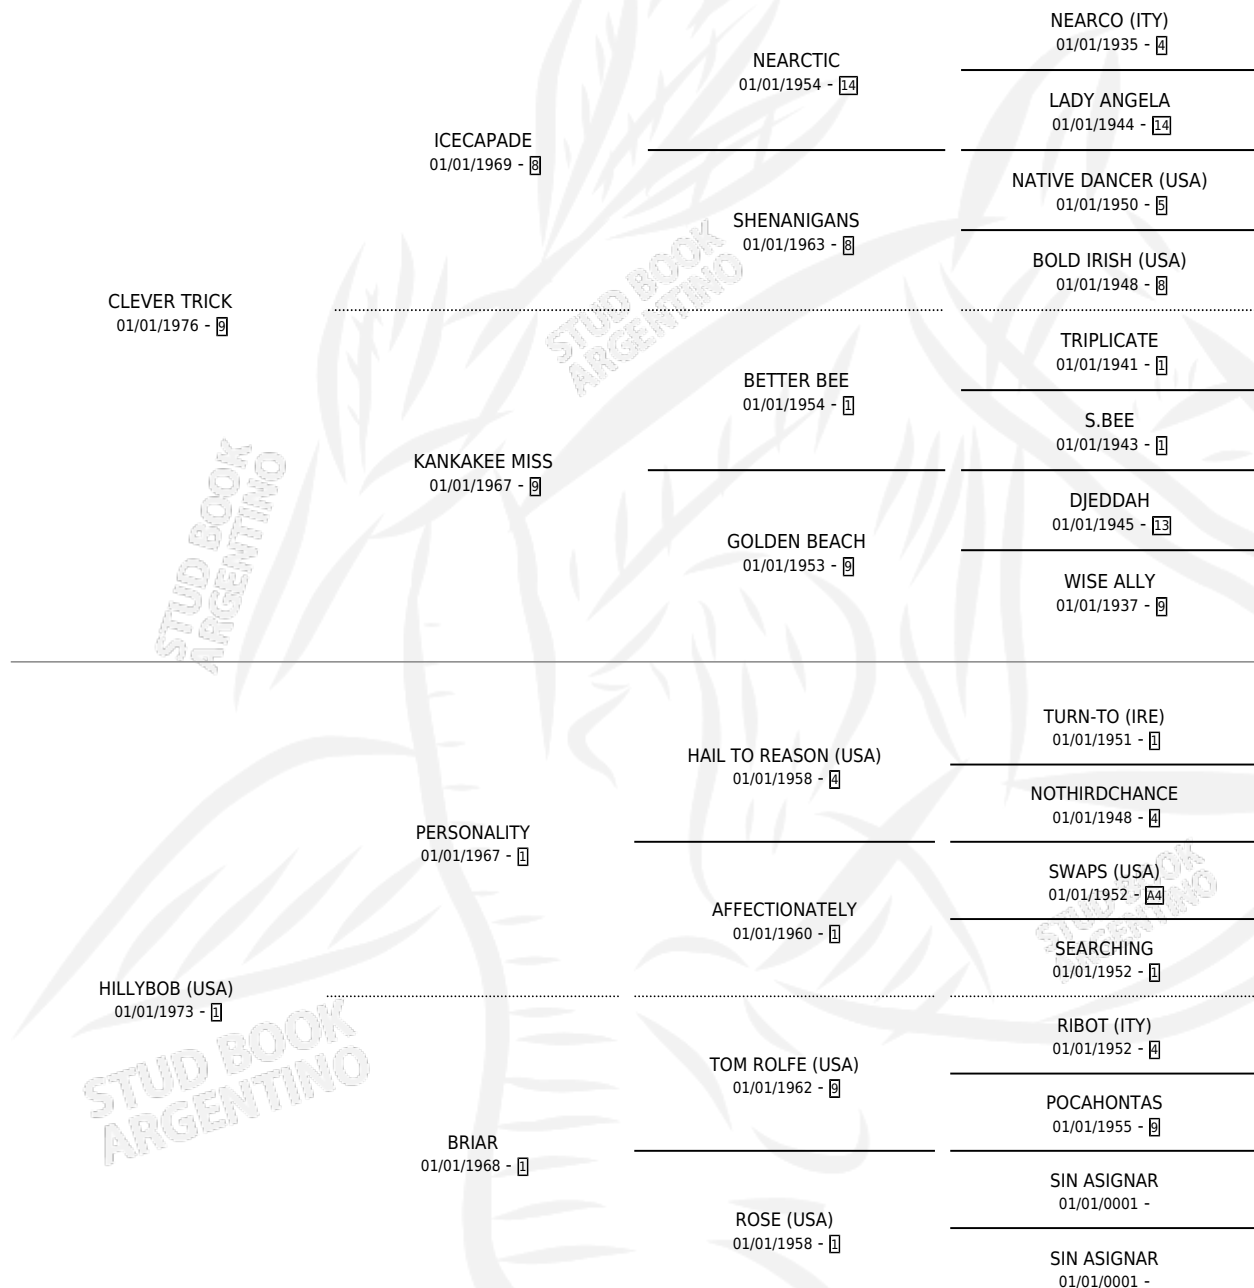 NEARCO (ITY)
01/01/1935 - 4
NEARCTIC
01/01/1954 - 14
LADY ANGELA
01/01/1944 - 14
ICECAPADE
01/01/1969 - 8
NATIVE DANCER (USA)
01/01/1950 - 5
SHENANIGANS
01/01/1963 - 8
BOLD IRISH (USA)
01/01/1948 - 8
CLEVER TRICK
01/01/1976 - 9
STUD BOOK
ARGENTINO
TRIPLICATE
01/01/1941 - 1
BETTER BEE
01/01/1954 - 1
S.BEE
01/01/1943 - 1
KANKAKEE MISS
01/01/1967 - 9
DJEDDAH
01/01/1945 - 13
GOLDEN BEACH
01/01/1953 - 9
WISE ALLY
01/01/1937 - 9
STUD BOOK
ARGENTINO
TURN-TO (IRE)
01/01/1951 - 1
HAIL TO REASON (USA)
01/01/1958 - 4
NOTHIRDCHANCE
01/01/1948 - 4
PERSONALITY
01/01/1967 - 1
SWAPS (USA)
01/01/1952 - A4
AFFECTIONATELY
01/01/1960 - 1
SEARCHING
01/01/1952 - 1
STUD BOOK
ARGENTINO
HILLYBOB (USA)
01/01/1973 - 1
RIBOT (ITY)
01/01/1952 - 4
TOM ROLFE (USA)
01/01/1962 - 9
POCAHONTAS
01/01/1955 - 9
STUD BOOK
ARGENTINO
BRIAR
01/01/1968 - 1
SIN ASIGNAR
01/01/0001 -
ROSE (USA)
01/01/1958 - 1
SIN ASIGNAR
01/01/0001 -